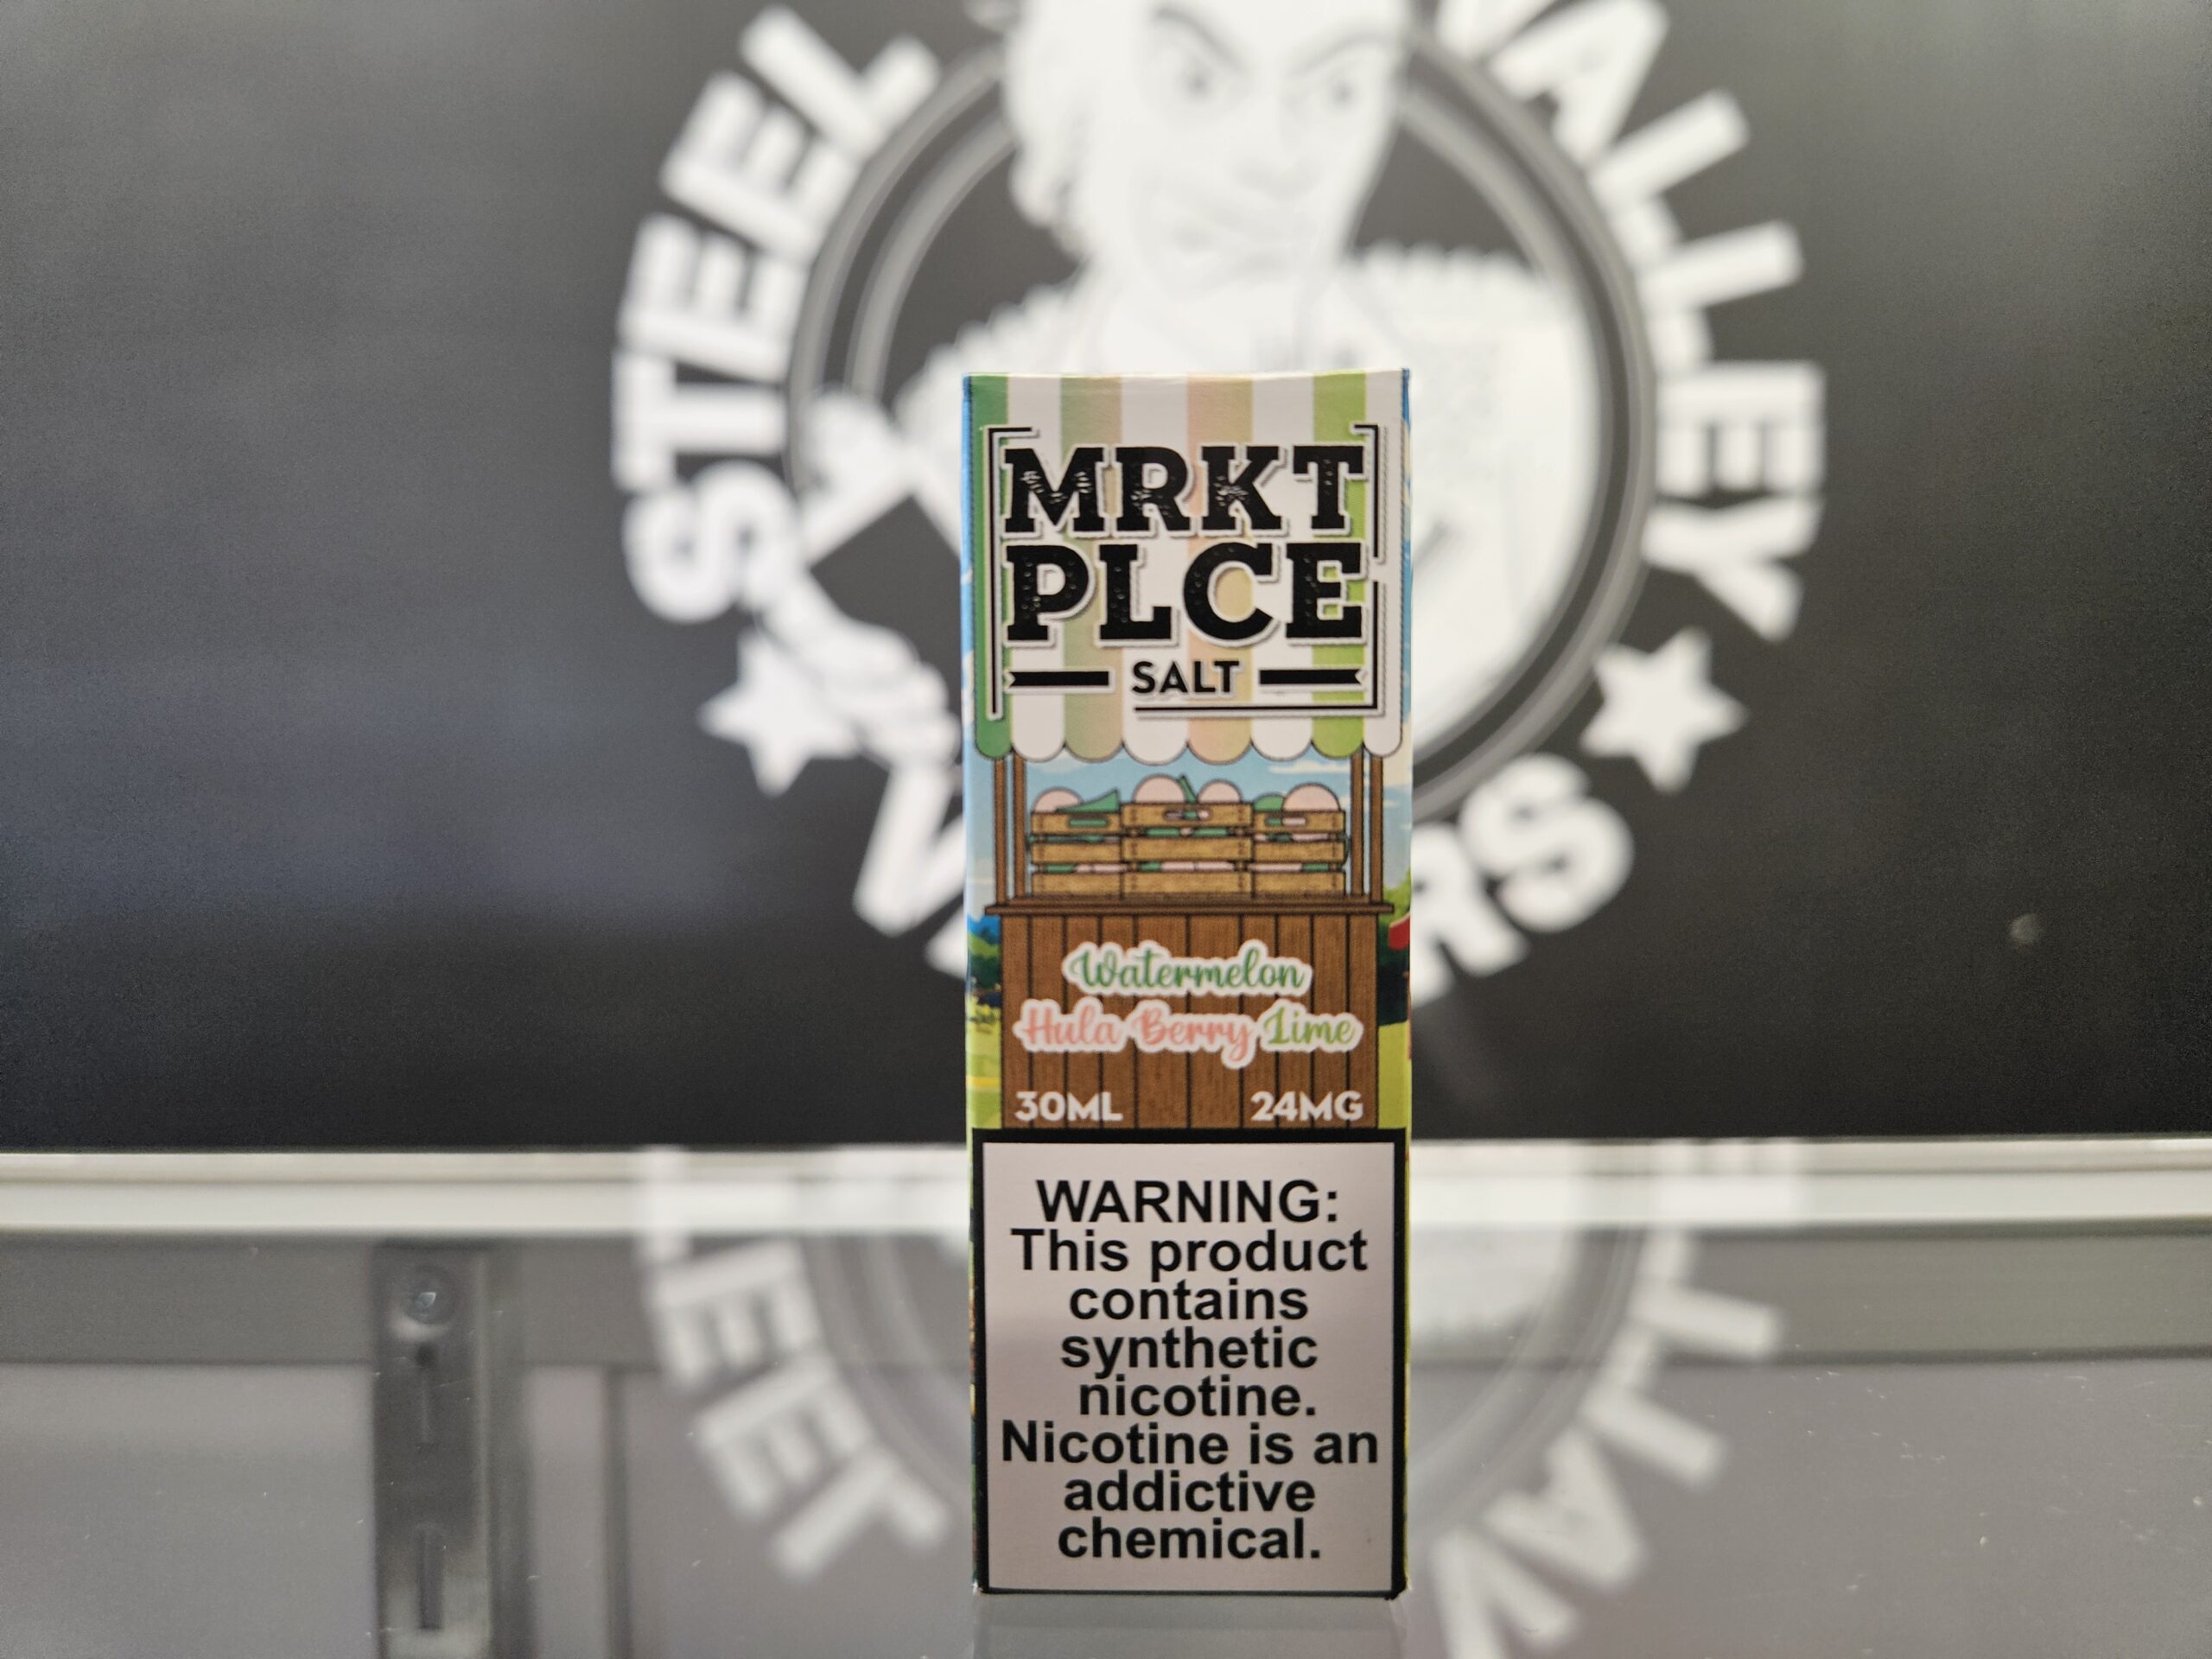 STEEL VALLEY
MRKT
PLCE
SALT
Watermelon
Hula Berry Lime
30ML 24MG
WARNING:
This product
contains
synthetic
nicotine.
Nicotine is an
addictive
chemical.